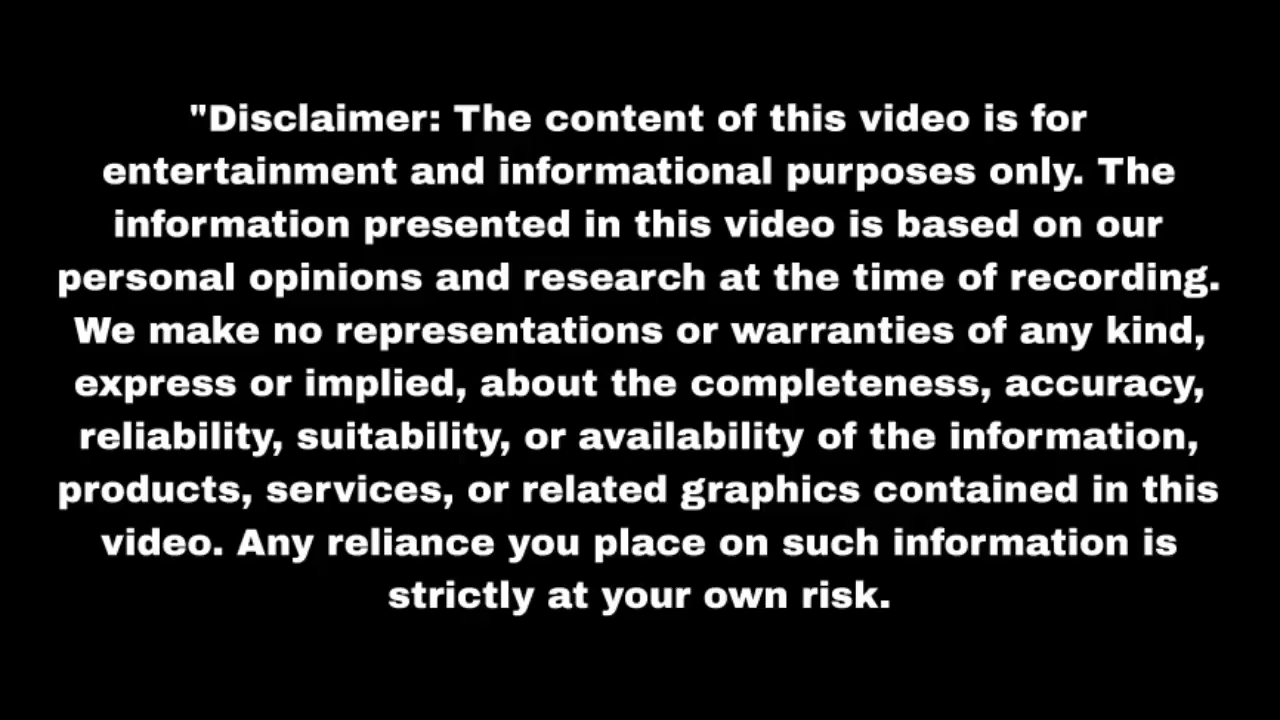 "Disclaimer: The content of this video is for
entertainment and informational purposes only. The
information presented in this video is based on our
personal opinions and research at the time of recording.
We make no representations or warranties of any kind,
express or implied, about the completeness, accuracy,
reliability, suitability, or availability of the information,
products, services, or related graphics contained in this
video. Any reliance you place on such information is
strictly at your own risk.